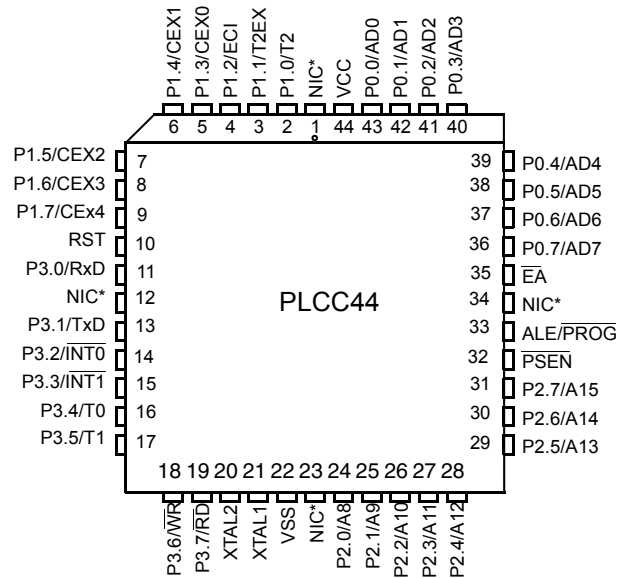 P1.4/CEX1
P1.3/CEX0
P1.2/ECI
P1.1/T2EX
P1.0/T2
NIC*
VCC
P0.0/AD0
P0.1/AD1
P0.2/AD2
P0.3/AD3
6 5 4 3 2 1 44 43 42 41 40
P1.5/CEX2 7
P1.6/CEX3 8
P1.7/CEx4 9
RST 10
P3.0/RxD 11
NIC* 12
P3.1/TxD 13
P3.2/INT0 14
P3.3/INT1 15
P3.4/T0 16
P3.5/T1 17
PLCC44
39 P0.4/AD4
38 P0.5/AD5
37 P0.6/AD6
36 P0.7/AD7
35 EA
34 NIC*
33 ALE/PROG
32 PSEN
31 P2.7/A15
30 P2.6/A14
29 P2.5/A13
18 19 20 21 22 23 24 25 26 27 28
P3.6/WR
P3.7/RD
XTAL2
XTAL1
VSS
NIC*
P2.0/A8
P2.1/A9
P2.2/A10
P2.3/A11
P2.4/A12